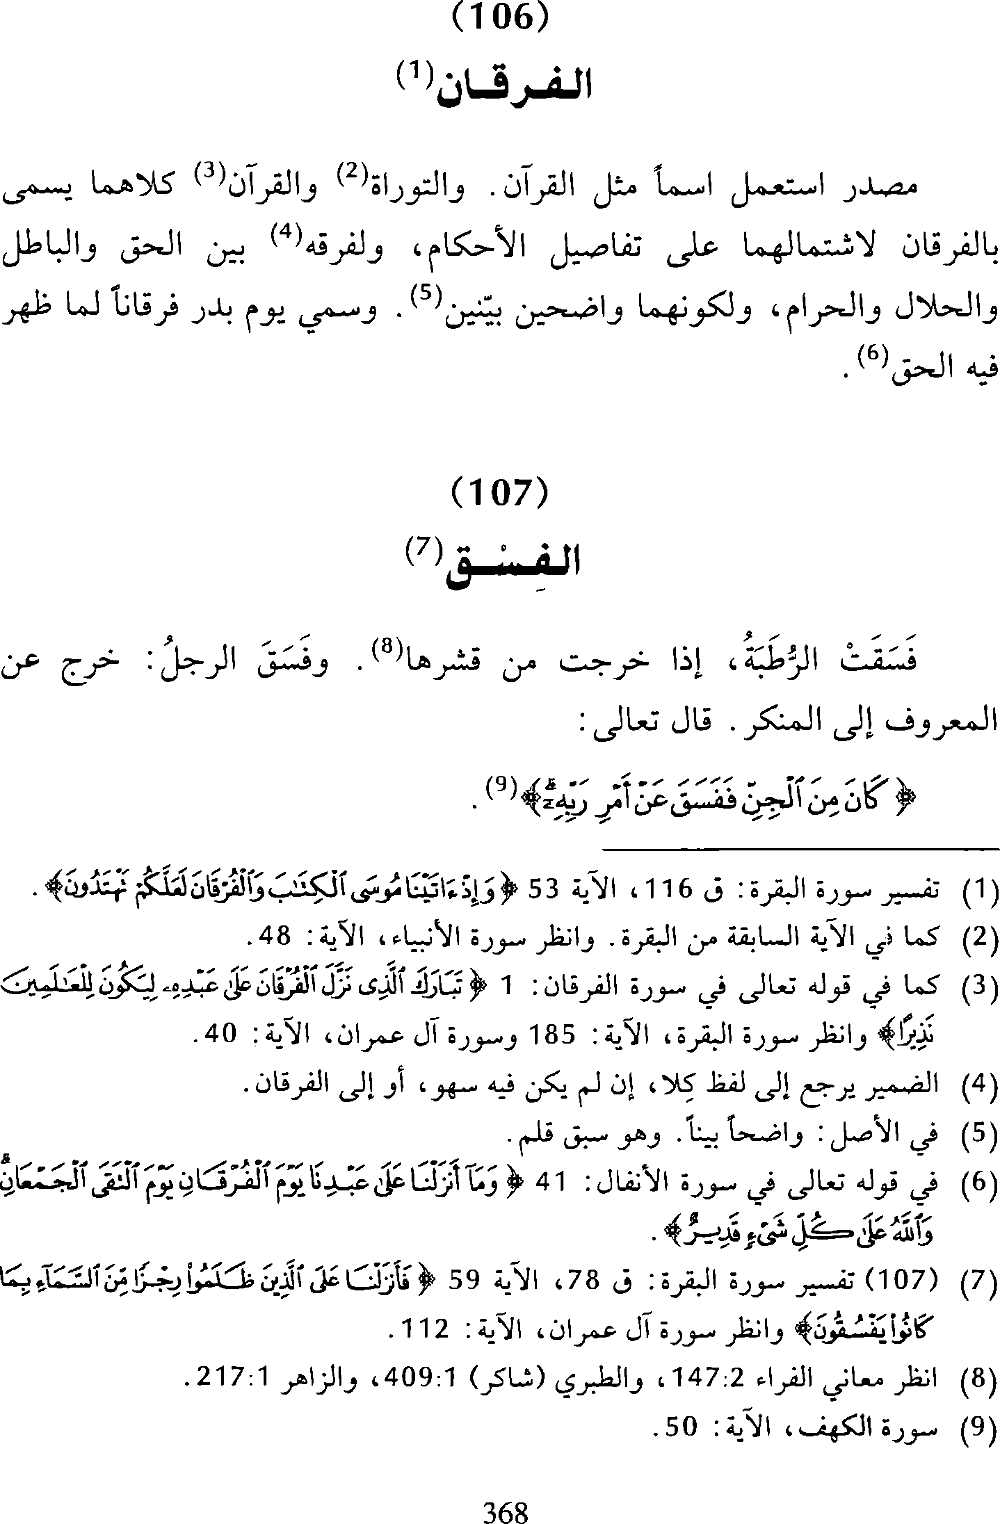 (106)
الفرقان(1)
مصدر استعمل اسماً مثل القرآن. والتوراة(2) والقرآن(3) كلاهما يسمى
بالفرقان لاشتمالهما على تفاصيل الأحكام، ولفرقه(4) بين الحق والباطل
والحلال والحرام، ولكونهما واضحين بيّنين(5). وسمي يوم بدر فرقاناً لما ظهر
فيه الحق(6).
(107)
الفِسْق(7)
فَسَقَتْ الرُّطَبَةُ، إذا خرجت من قشرها(8). وفَسَقَ الرجلُ: خرج عن
المعروف إلى المنكر. قال تعالى:
﴿كَانَ مِنَ ٱلْجِنِّ فَفَسَقَ عَنْ أَمْرِ رَبِّهِۦٓۗ﴾(9).
(1) تفسير سورة البقرة: ق 116، الآية 53 ﴿وَإِذْ ءَاتَيْنَا مُوسَى ٱلْكِتَٰبَ وَٱلْفُرْقَانَ لَعَلَّكُمْ تَهْتَدُونَ﴾.
(2) كما في الآية السابقة من البقرة. وانظر سورة الأنبياء، الآية: 48.
(3) كما في قوله تعالى في سورة الفرقان: 1 ﴿تَبَارَكَ ٱلَّذِى نَزَّلَ ٱلْفُرْقَانَ عَلَىٰ عَبْدِهِۦ لِيَكُونَ لِلْعَٰلَمِينَ
نَذِيرًا﴾ وانظر سورة البقرة، الآية: 185 وسورة آل عمران، الآية: 40.
(4) الضمير يرجع إلى لفظ كِلا، إن لم يكن فيه سهو، أو إلى الفرقان.
(5) في الأصل: واضحاً بيناً. وهو سبق قلم.
(6) في قوله تعالى في سورة الأنفال: 41 ﴿وَمَآ أَنزَلْنَا عَلَىٰ عَبْدِنَا يَوْمَ ٱلْفُرْقَانِ يَوْمَ ٱلْتَقَى ٱلْجَمْعَانِۗ
وَٱللَّهُ عَلَىٰ كُلِّ شَىْءٍ قَدِيرٌ﴾.
(7) (107) تفسير سورة البقرة: ق 78، الآية 59 ﴿فَأَنزَلْنَا عَلَى ٱلَّذِينَ ظَلَمُوا۟ رِجْزًا مِّنَ ٱلسَّمَآءِ بِمَا
كَانُوا۟ يَفْسُقُونَ﴾ وانظر سورة آل عمران، الآية: 112.
(8) انظر معاني الفراء 147:2، والطبري (شاكر) 409:1، والزاهر 217:1.
(9) سورة الكهف، الآية: 50.
368